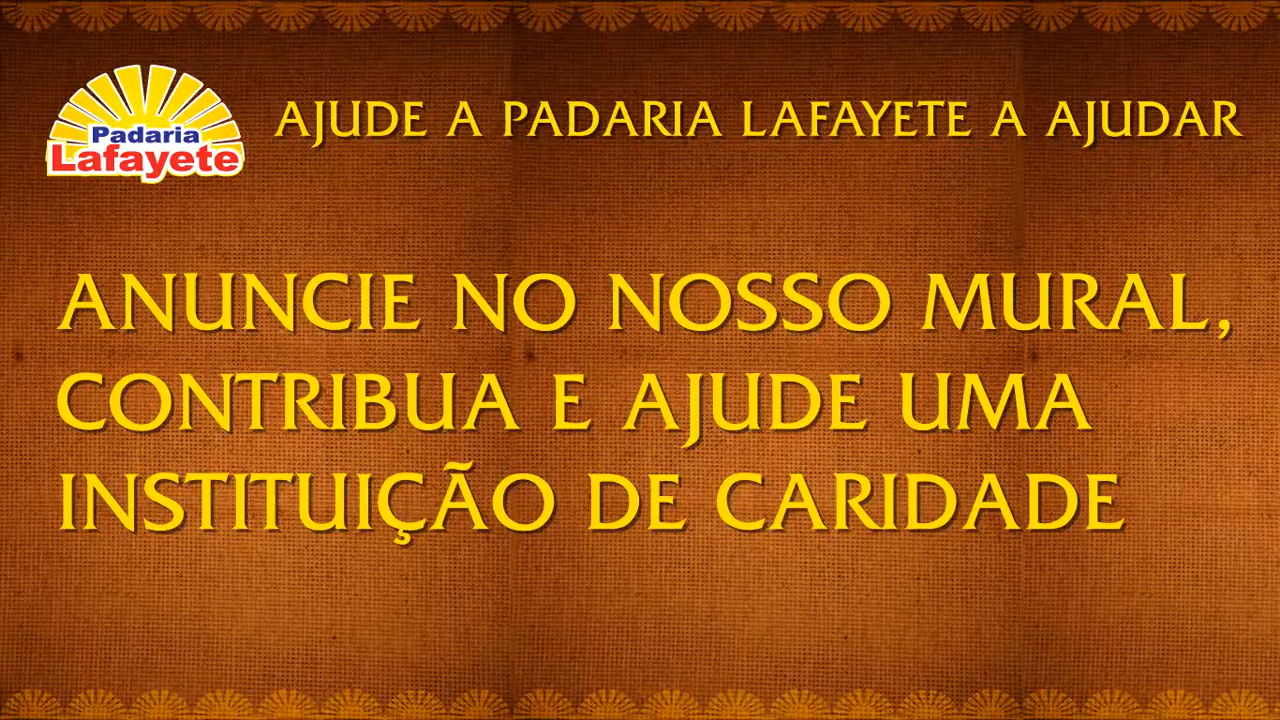 Padaria
Lafayete
AJUDE A PADARIA LAFAYETE A AJUDAR
ANUNCIE NO NOSSO MURAL,
CONTRIBUA E AJUDE UMA
INSTITUIÇÃO DE CARIDADE